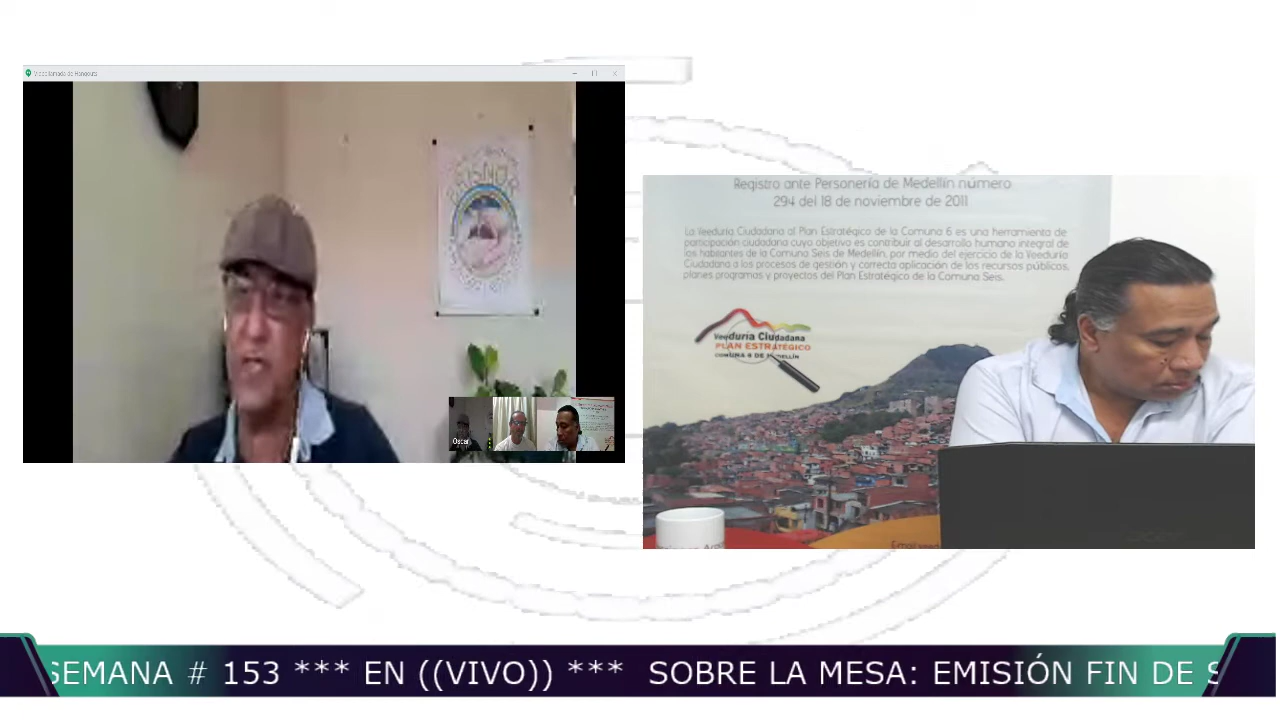 Videollamada de Hangouts
Oscar
Registro ante Personería de Medellín número
294 del 18 de noviembre de 2011
La Veeduría Ciudadana al Plan Estratégico de la Comuna 6 es una herramienta de
participación ciudadana cuyo objetivo es contribuir al desarrollo humano integral de
los habitantes de la Comuna Seis de Medellín, por medio del ejercicio de la Veeduría
Ciudadana a los procesos de gestión y correcta aplicación de los recursos públicos,
planes programas y proyectos del Plan Estratégico de la Comuna Seis.
Veeduría Ciudadana
PLAN ESTRATÉGICO
COMUNA 6 DE MEDELLÍN
SEMANA # 153 *** EN ((VIVO)) *** SOBRE LA MESA: EMISIÓN FIN DE S